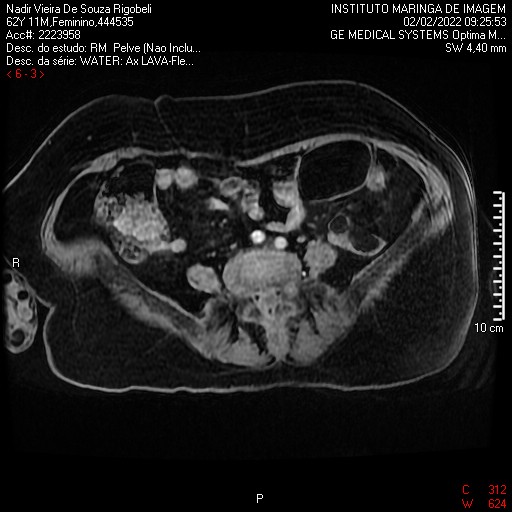 Nadir Vieira De Souza Rigobeli
62Y 11M,Feminino,444535
Acc#: 2223958
Desc. do estudo: RM  Pelve (Nao Inclu...
Desc. da série: WATER: Ax LAVA-Fle...
< 6 - 3 >
INSTITUTO MARINGA DE IMAGEM
02/02/2022 09:25:53
GE MEDICAL SYSTEMS Optima M...
SW 4,40 mm
R
10 cm
P
C 312
W 624